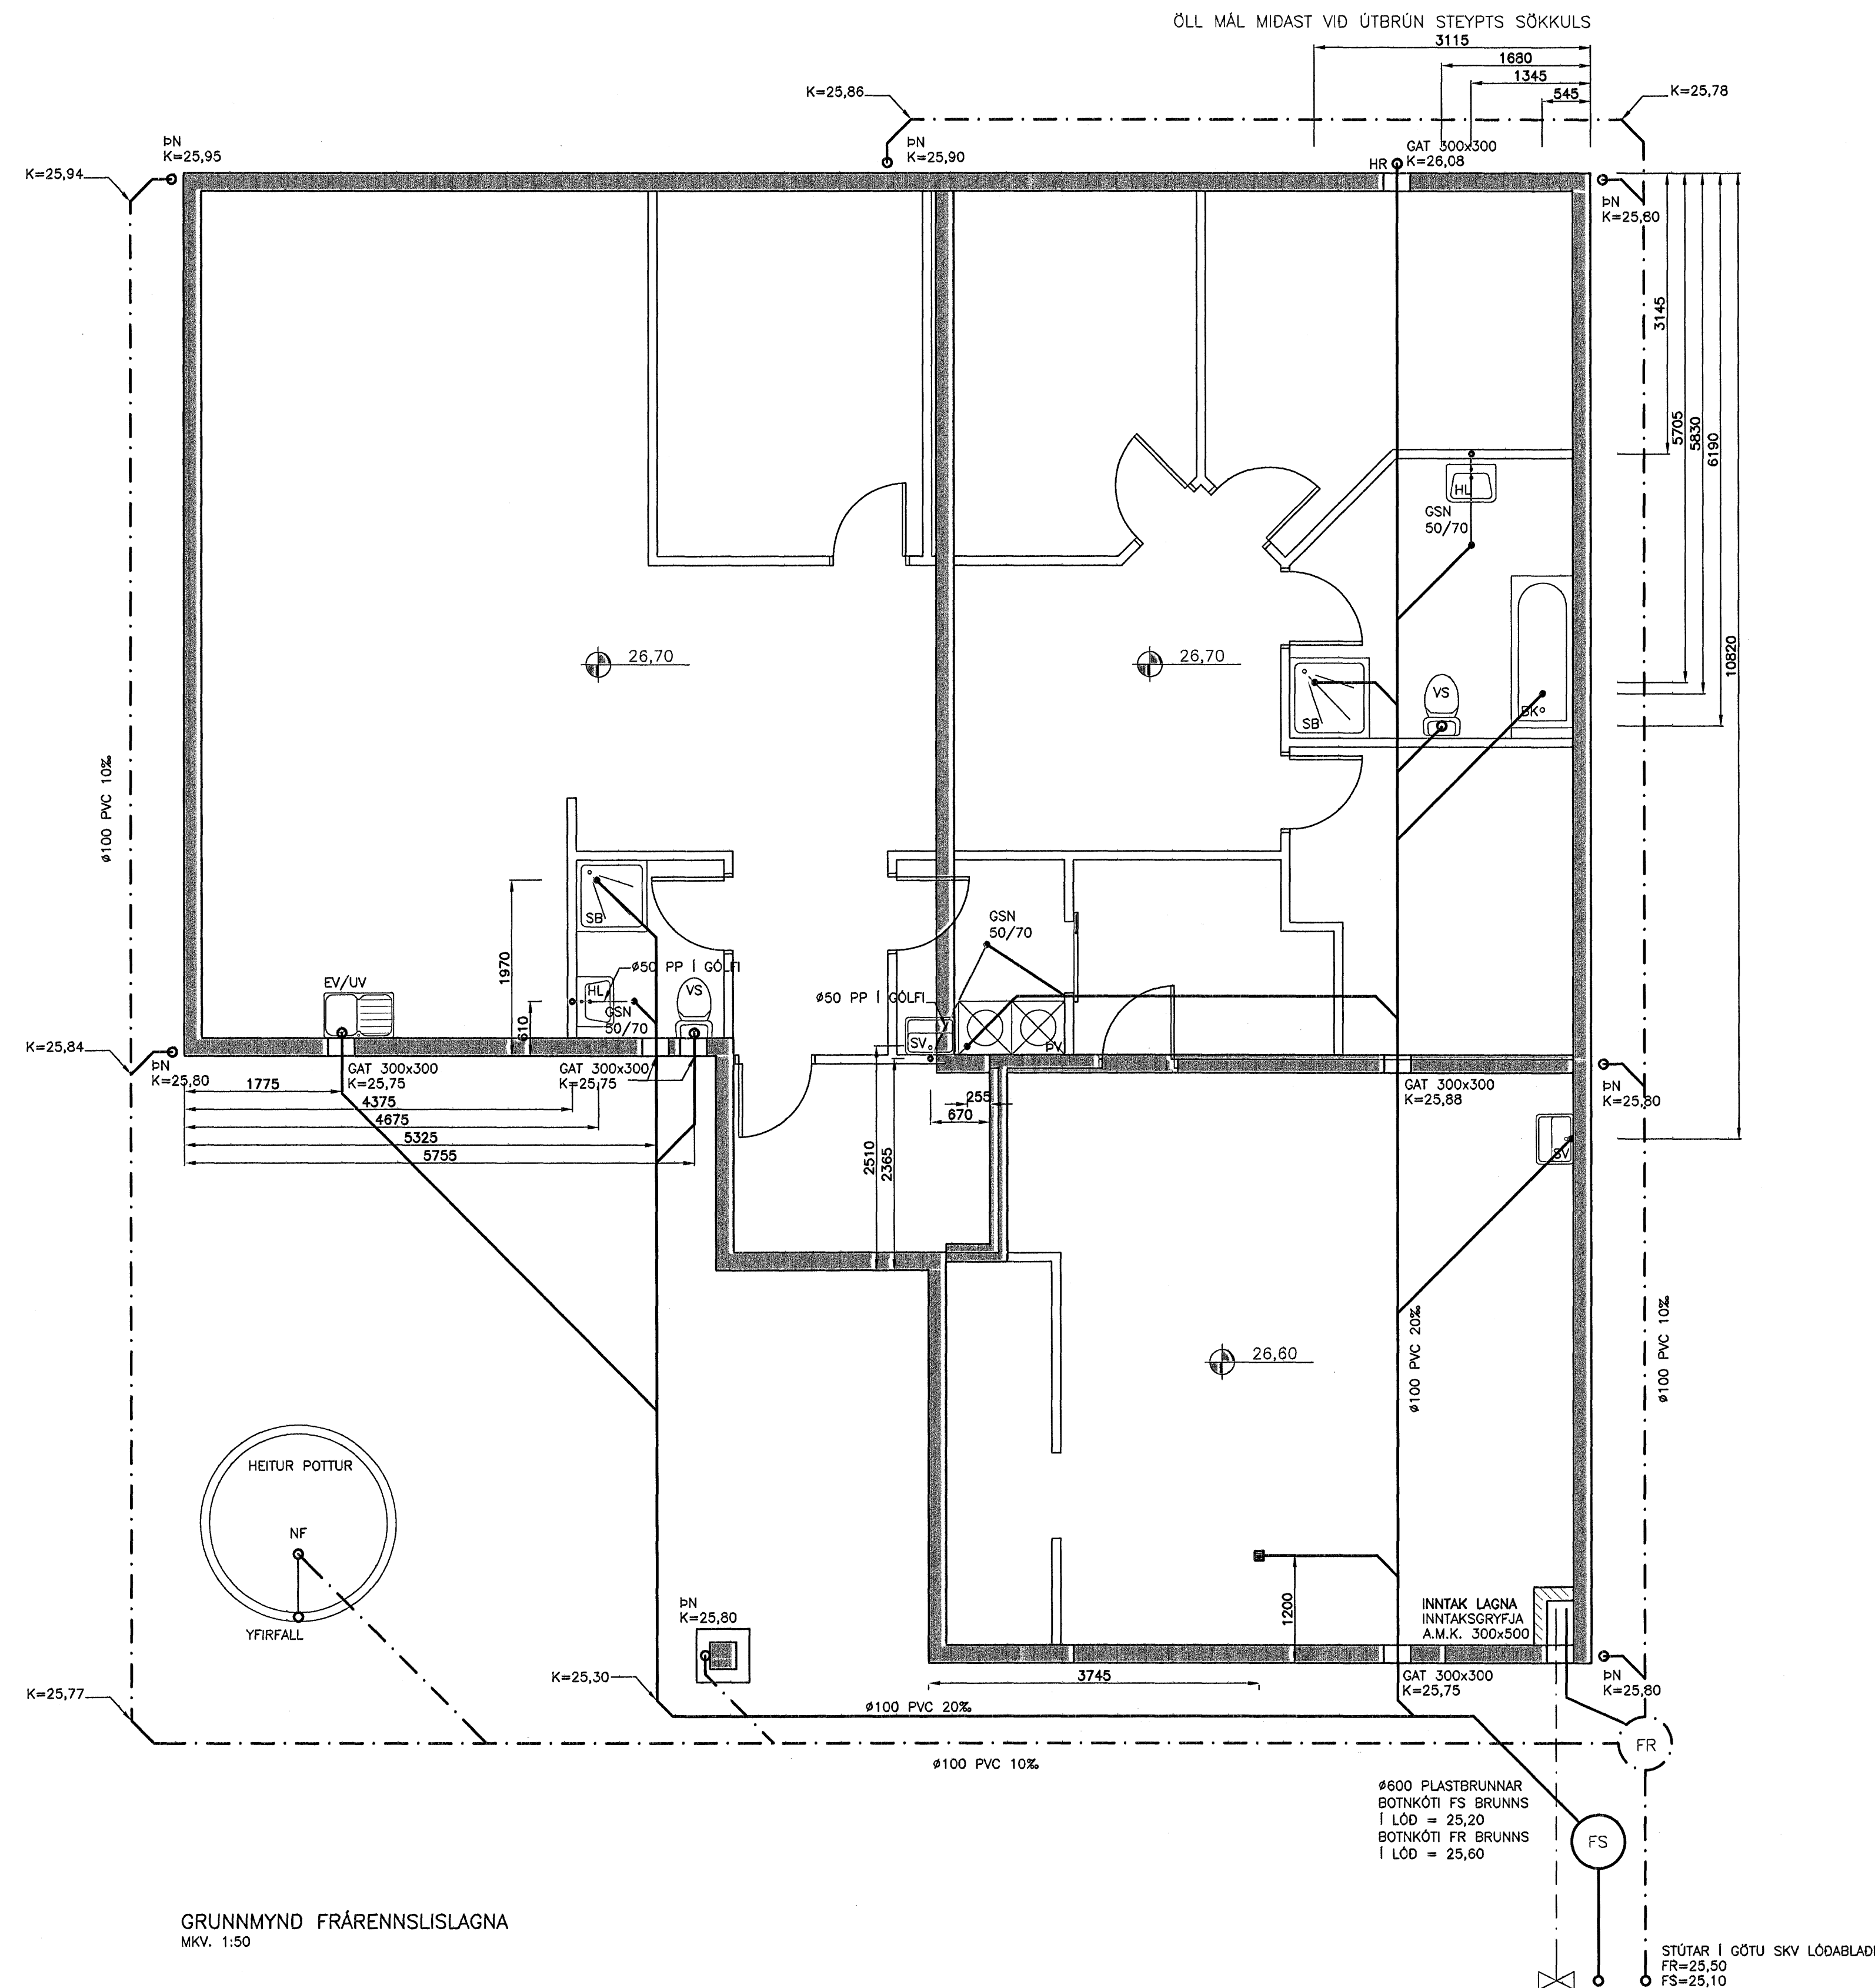 ÖLL MÁL MIÐAST VIÐ ÚTBRÚN STEYPTS SÖKKULS
3115
1680
1345
545
K=25,86
K=25,78
ÞN
K=25,95
ÞN
K=25,90
HR
GAT 300x300
K=26,08
K=25,94
ÞN
K=25,80
3145
5705
5830
6190
10820
HL
GSN
50/70
26,70
26,70
SB
VS
BK
ø100 PVC 10‰
SB
1970
GSN
50/70
EV/UV
HL
ø50 PP Í GÓLFI
VS
GSN
50/70
610
ø50 PP Í GÓLFI
SV
ÞV
K=25,84
ÞN
K=25,80
GAT 300x300
K=25,75
GAT 300x300
K=25,75
GAT 300x300
K=25,88
ÞN
K=25,80
1775
4375
4675
5325
5755
255
670
2510
2365
SV
26,60
ø100 PVC 20‰
ø100 PVC 10‰
HEITUR POTTUR
NF
YFIRFALL
1200
INNTAK LAGNA
INNTAKSGRYFJA
A.M.K. 300x500
ÞN
K=25,80
K=25,30
3745
GAT 300x300
K=25,75
ÞN
K=25,80
K=25,77
ø100 PVC 20‰
FR
ø100 PVC 10‰
ø600 PLASTBRUNNAR
BOTNKÓTI FS BRUNNS
Í LÓÐ = 25,20
BOTNKÓTI FR BRUNNS
Í LÓÐ = 25,60
FS
GRUNNMYND FRÁRENNSLISLAGNA
MKV. 1:50
STÚTAR Í GÖTU SKV LÓÐABLAÐI
FR=25,50
FS=25,10